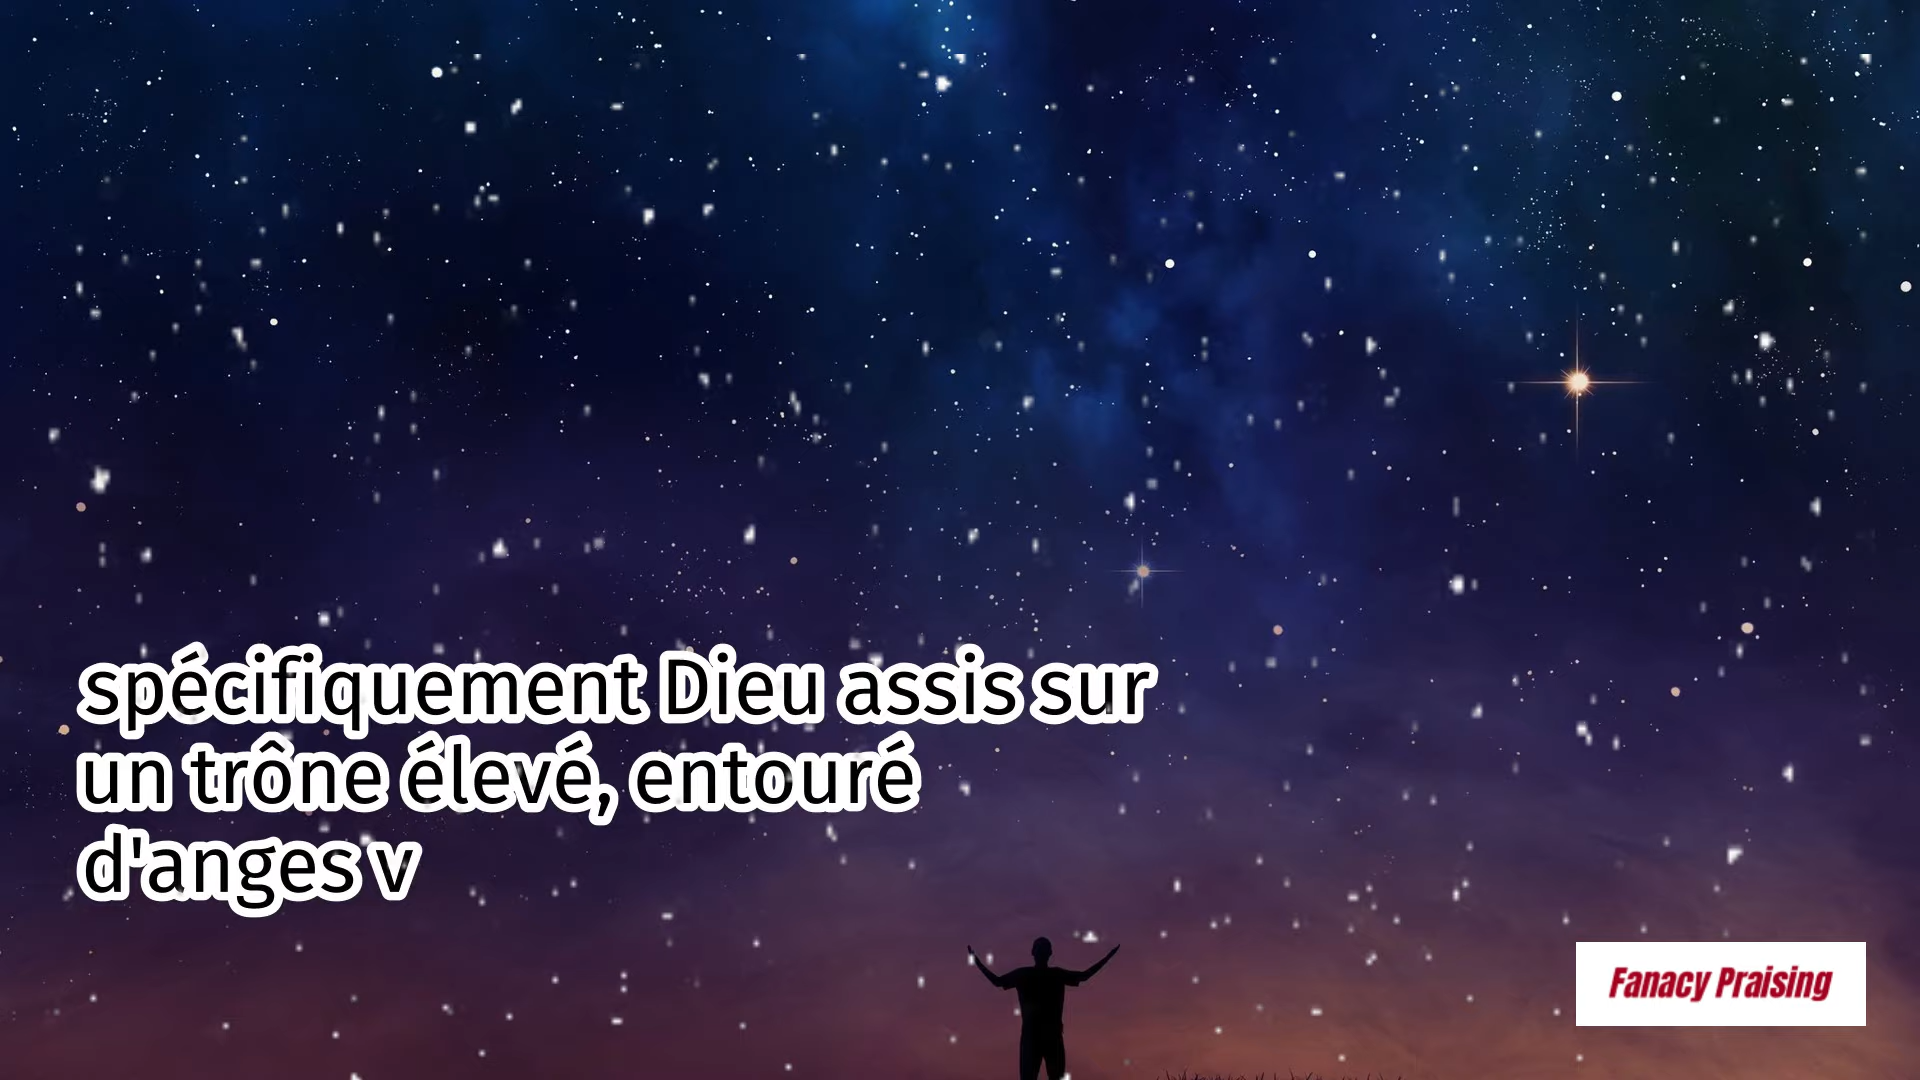 spécifiquement Dieu assis sur
un trône élevé, entouré
d'anges v
Fanacy Praising